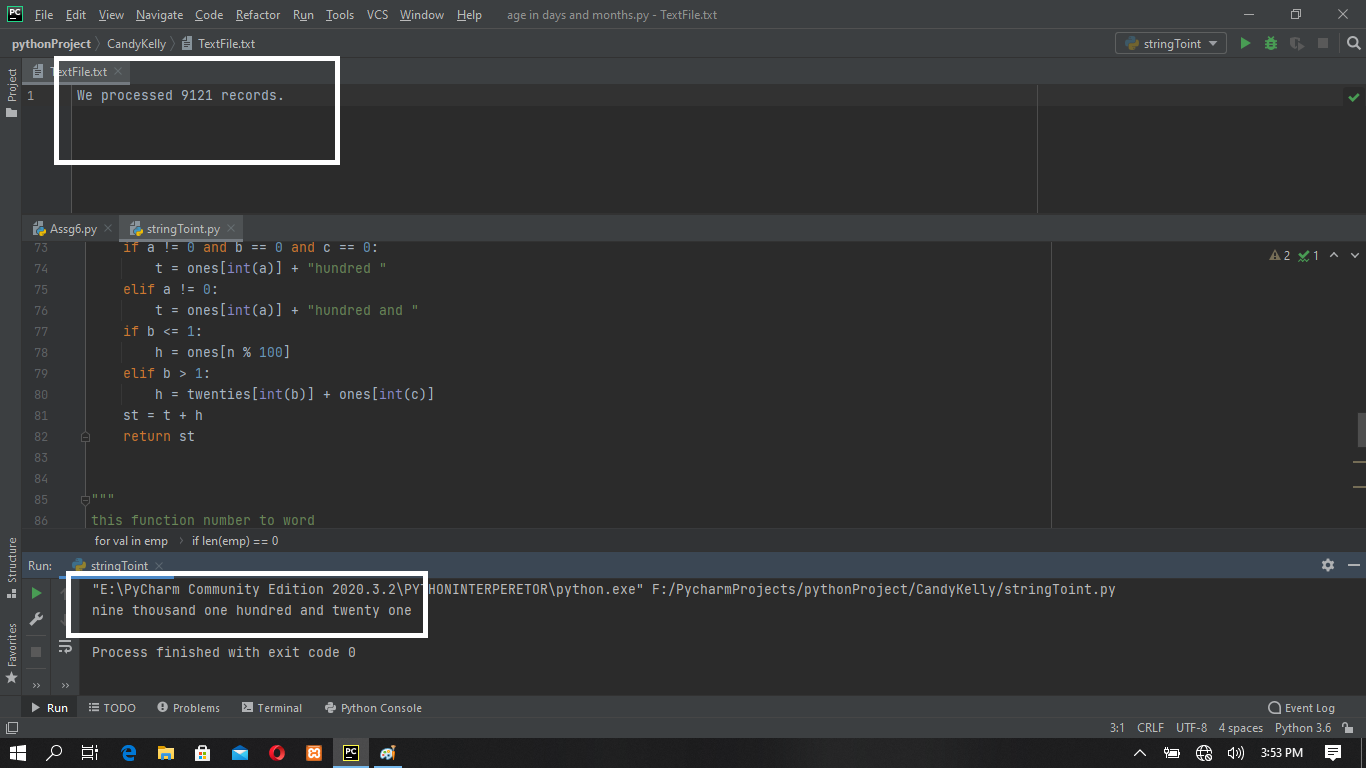 PC File Edit View Navigate Code Refactor Run Tools VCS Window Help age in days and months.py - TextFile.txt
pythonProject CandyKelly TextFile.txt stringToint
Project
TextFile.txt
1 We processed 9121 records.
Assg6.py stringToint.py
73 if a != 0 and b == 0 and c == 0:
2 1
74 t = ones[int(a)] + "hundred "
75 elif a != 0:
76 t = ones[int(a)] + "hundred and "
77 if b <= 1:
78 h = ones[n % 100]
79 elif b > 1:
80 h = twenties[int(b)] + ones[int(c)]
81 st = t + h
82 return st
83
84
85 """
86 this function number to word
for val in emp if len(emp) == 0
Structure
Favorites
Run: stringToint
"E:\PyCharm Community Edition 2020.3.2\PYTHONINTERPERETOR\python.exe" F:/PycharmProjects/pythonProject/CandyKelly/stringToint.py
nine thousand one hundred and twenty one
Process finished with exit code 0
Run TODO Problems Terminal Python Console Event Log
3:1 CRLF UTF-8 4 spaces Python 3.6
PC 3:53 PM